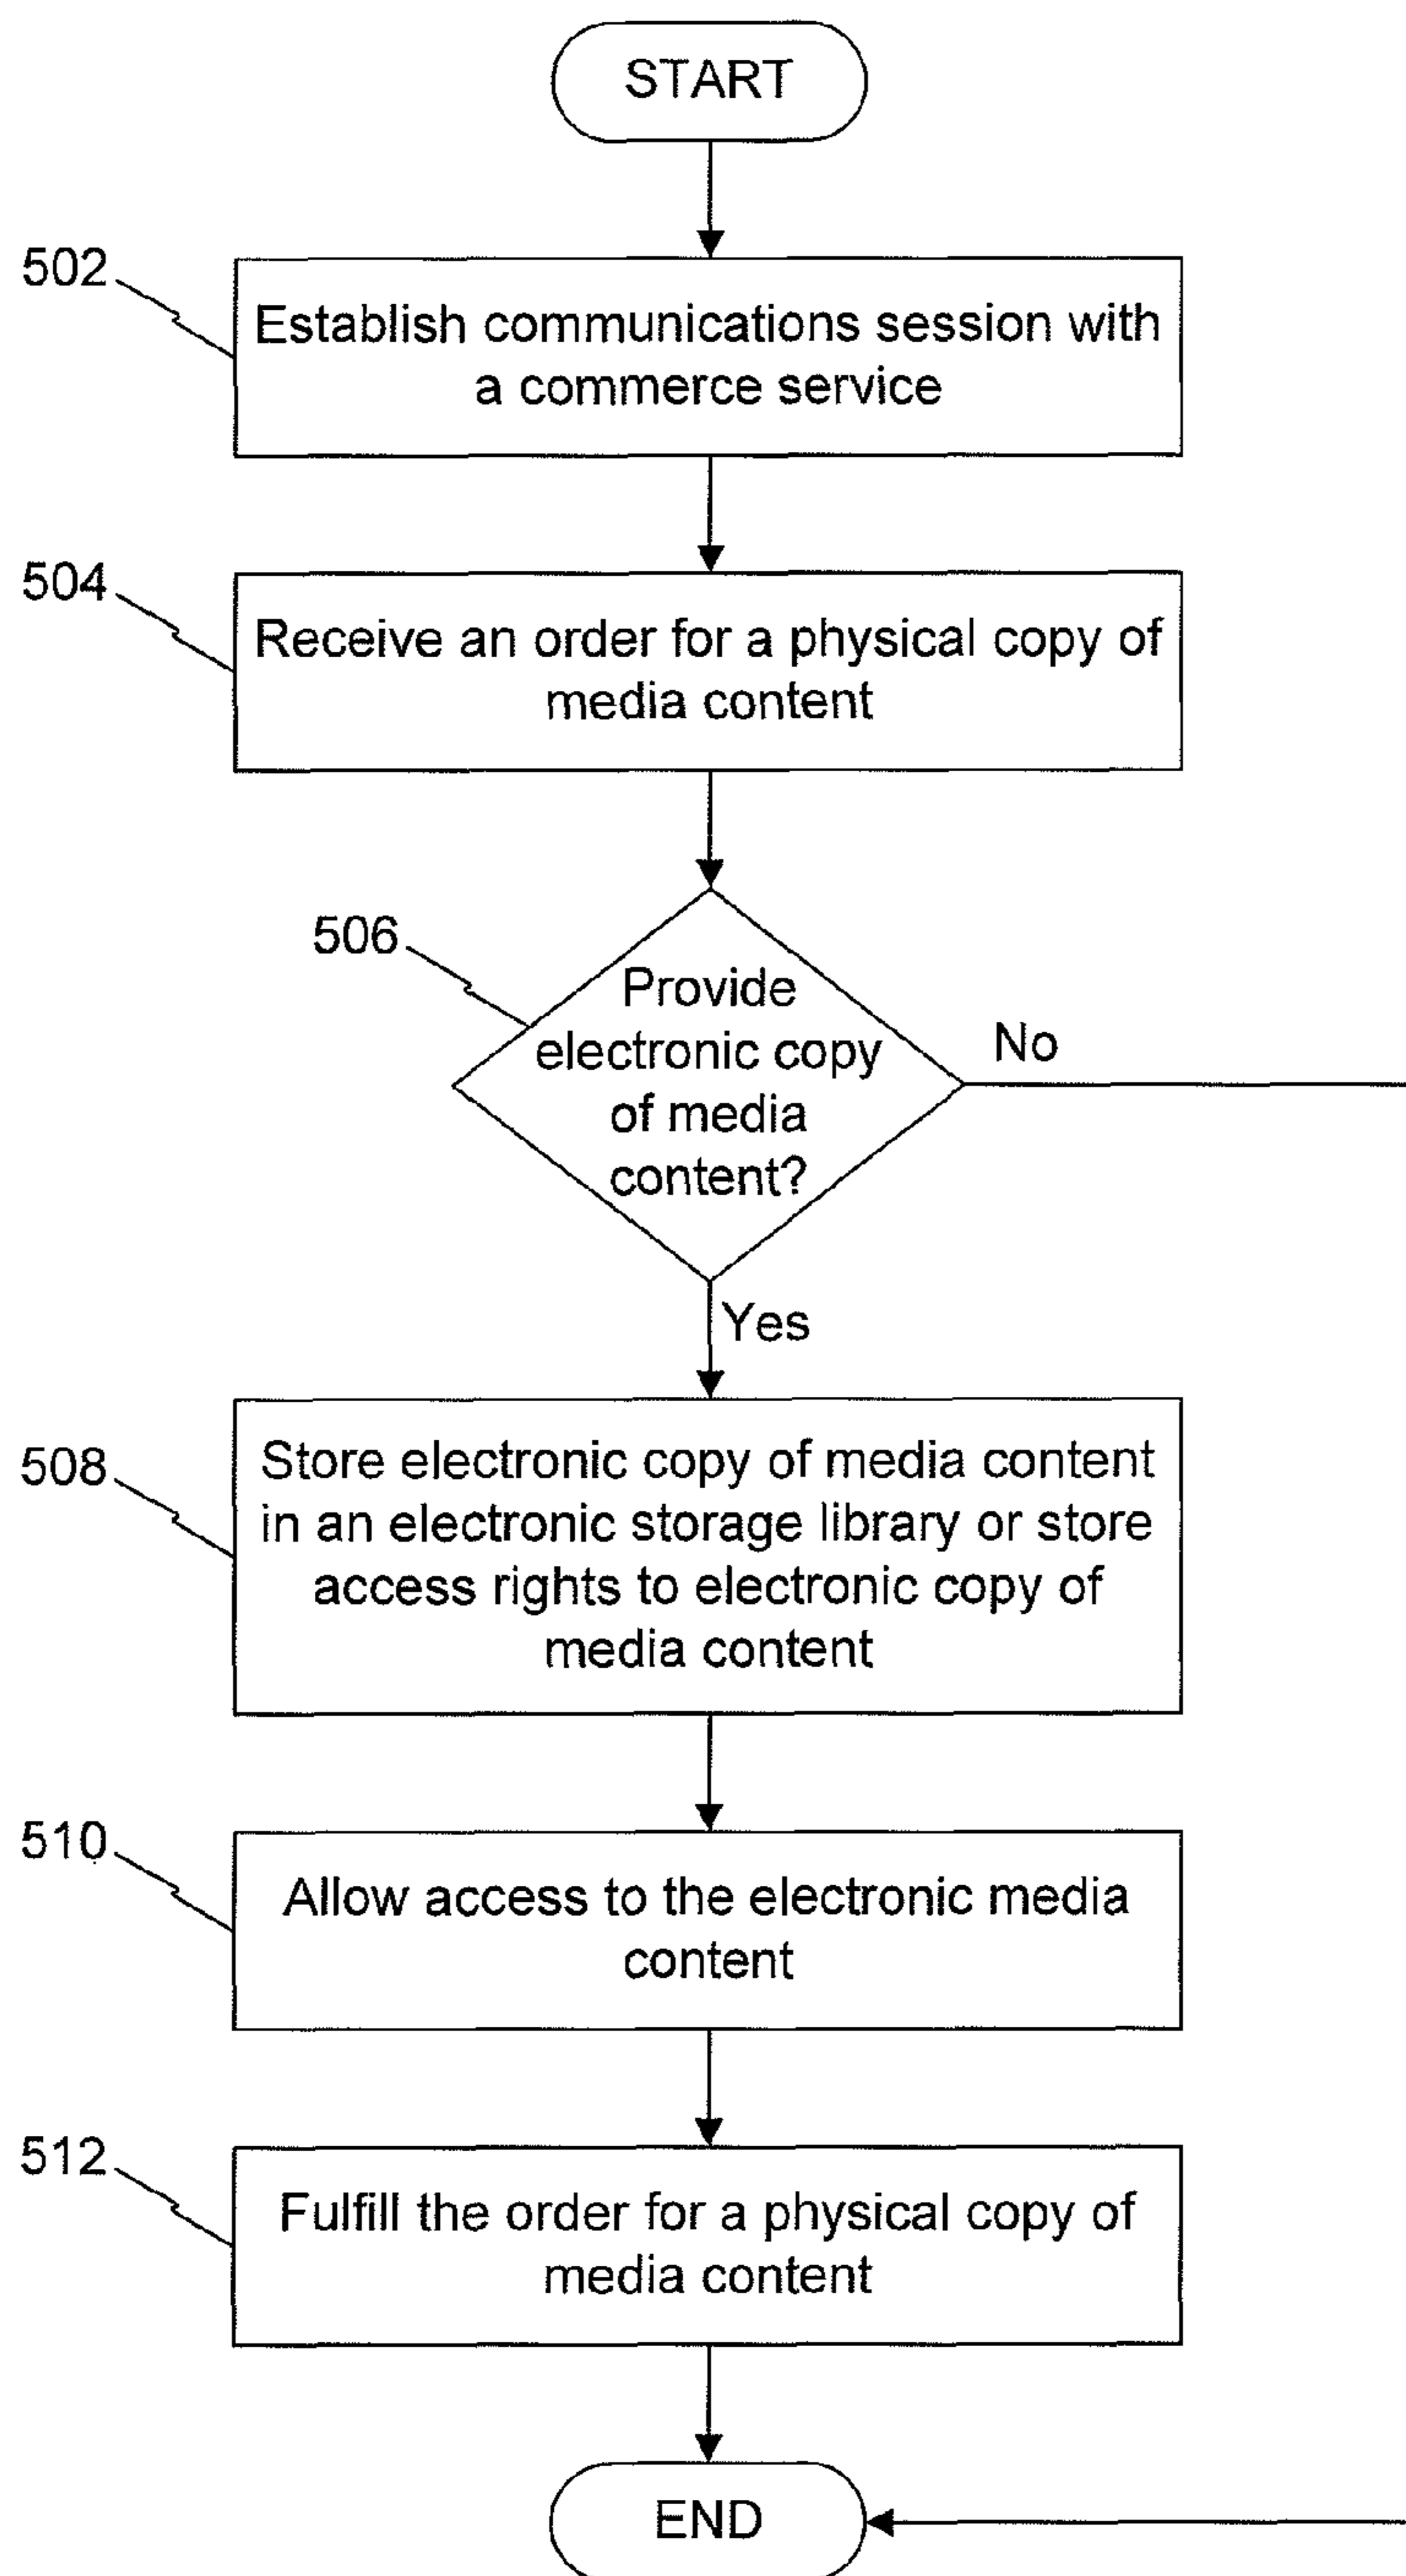 START
502
Establish communications session with
a commerce service
504
Receive an order for a physical copy of
media content
506
Provide
electronic copy
of media
content?
No
Yes
508
Store electronic copy of media content
in an electronic storage library or store
access rights to electronic copy of
media content
510
Allow access to the electronic media
content
512
Fulfill the order for a physical copy of
media content
END